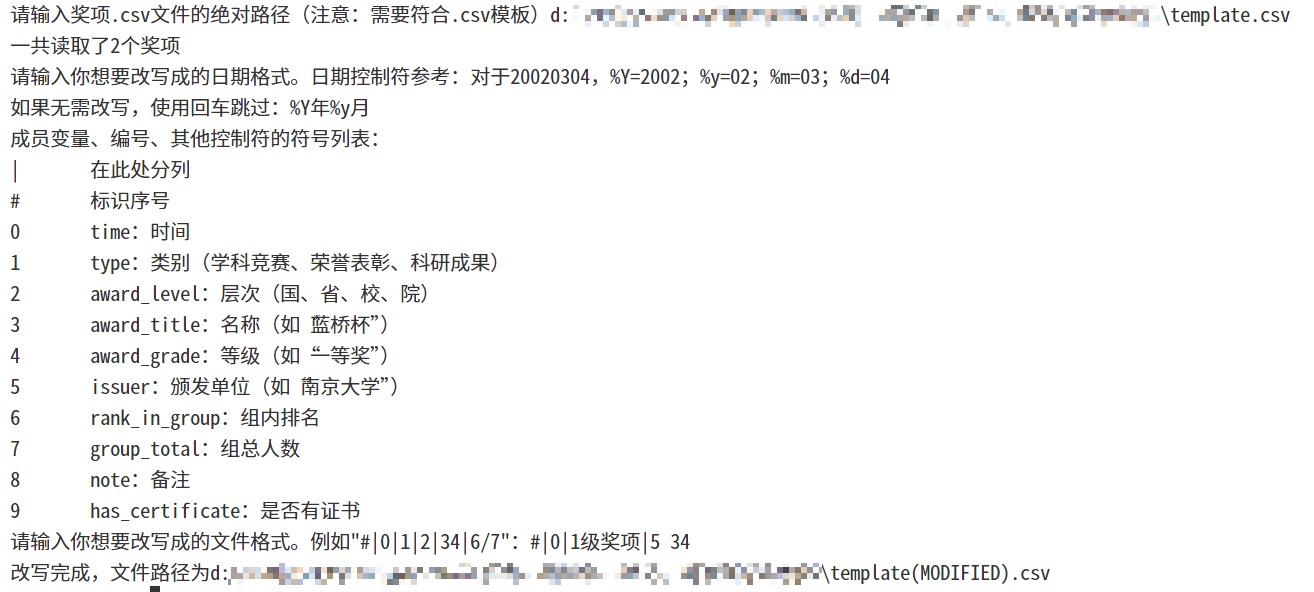 请输入奖项.csv文件的绝对路径（注意：需要符合.csv模板）d: \template.csv
一共读取了2个奖项
请输入你想要改写成的日期格式。日期控制符参考：对于20020304，%Y=2002；%y=02；%m=03；%d=04
如果无需改写，使用回车跳过：%Y年%y月
成员变量、编号、其他控制符的符号列表：
| 在此处分列
# 标识序号
0 time：时间
1 type：类别（学科竞赛、荣誉表彰、科研成果）
2 award_level：层次（国、省、校、院）
3 award_title：名称（如“蓝桥杯”）
4 award_grade：等级（如“一等奖”）
5 issuer：颁发单位（如“南京大学”）
6 rank_in_group：组内排名
7 group_total：组总人数
8 note：备注
9 has_certificate：是否有证书
请输入你想要改写成的文件格式。例如"#|0|1|2|34|6/7"：#|0|1级奖项|5 34
改写完成，文件路径为d: \template(MODIFIED).csv